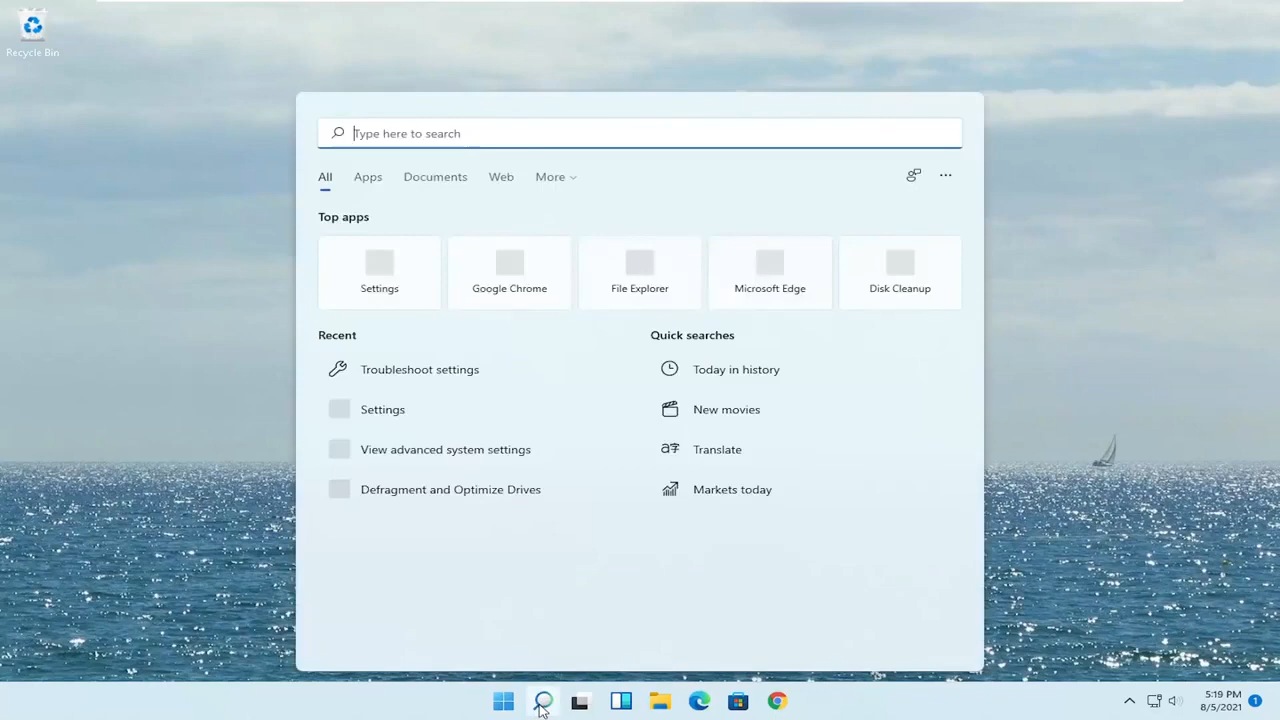 Recycle Bin
Type here to search
All Apps Documents Web More
Top apps
Settings Google Chrome File Explorer Microsoft Edge Disk Cleanup
Recent
Troubleshoot settings
Settings
View advanced system settings
Defragment and Optimize Drives
Quick searches
Today in history
New movies
Translate
Markets today
5:19 PM
8/5/2021
1